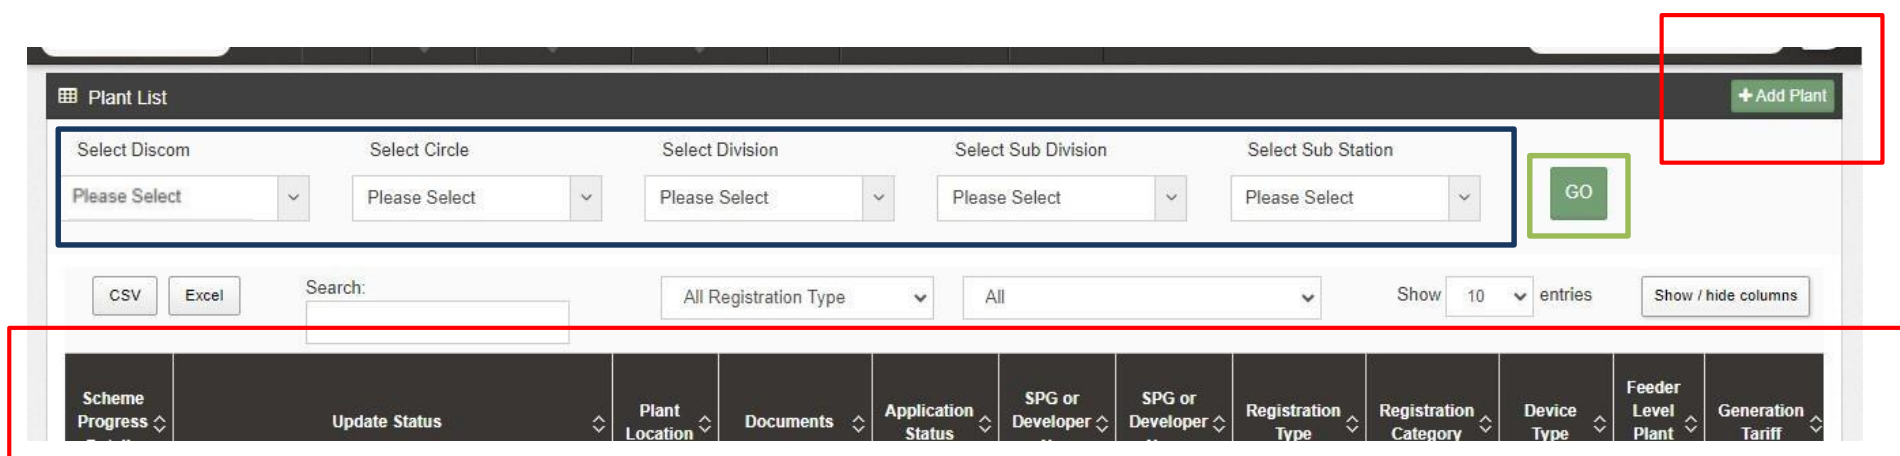 Plant List
+ Add Plant
Select Discom Select Circle Select Division Select Sub Division Select Sub Station
Please Select Please Select Please Select Please Select Please Select GO
CSV Excel Search: All Registration Type All Show 10 entries Show / hide columns
Scheme Progress
Update Status
Plant Location
Documents
Application Status
SPG or Developer
SPG or Developer
Registration Type
Registration Category
Device Type
Feeder Level Plant
Generation Tariff